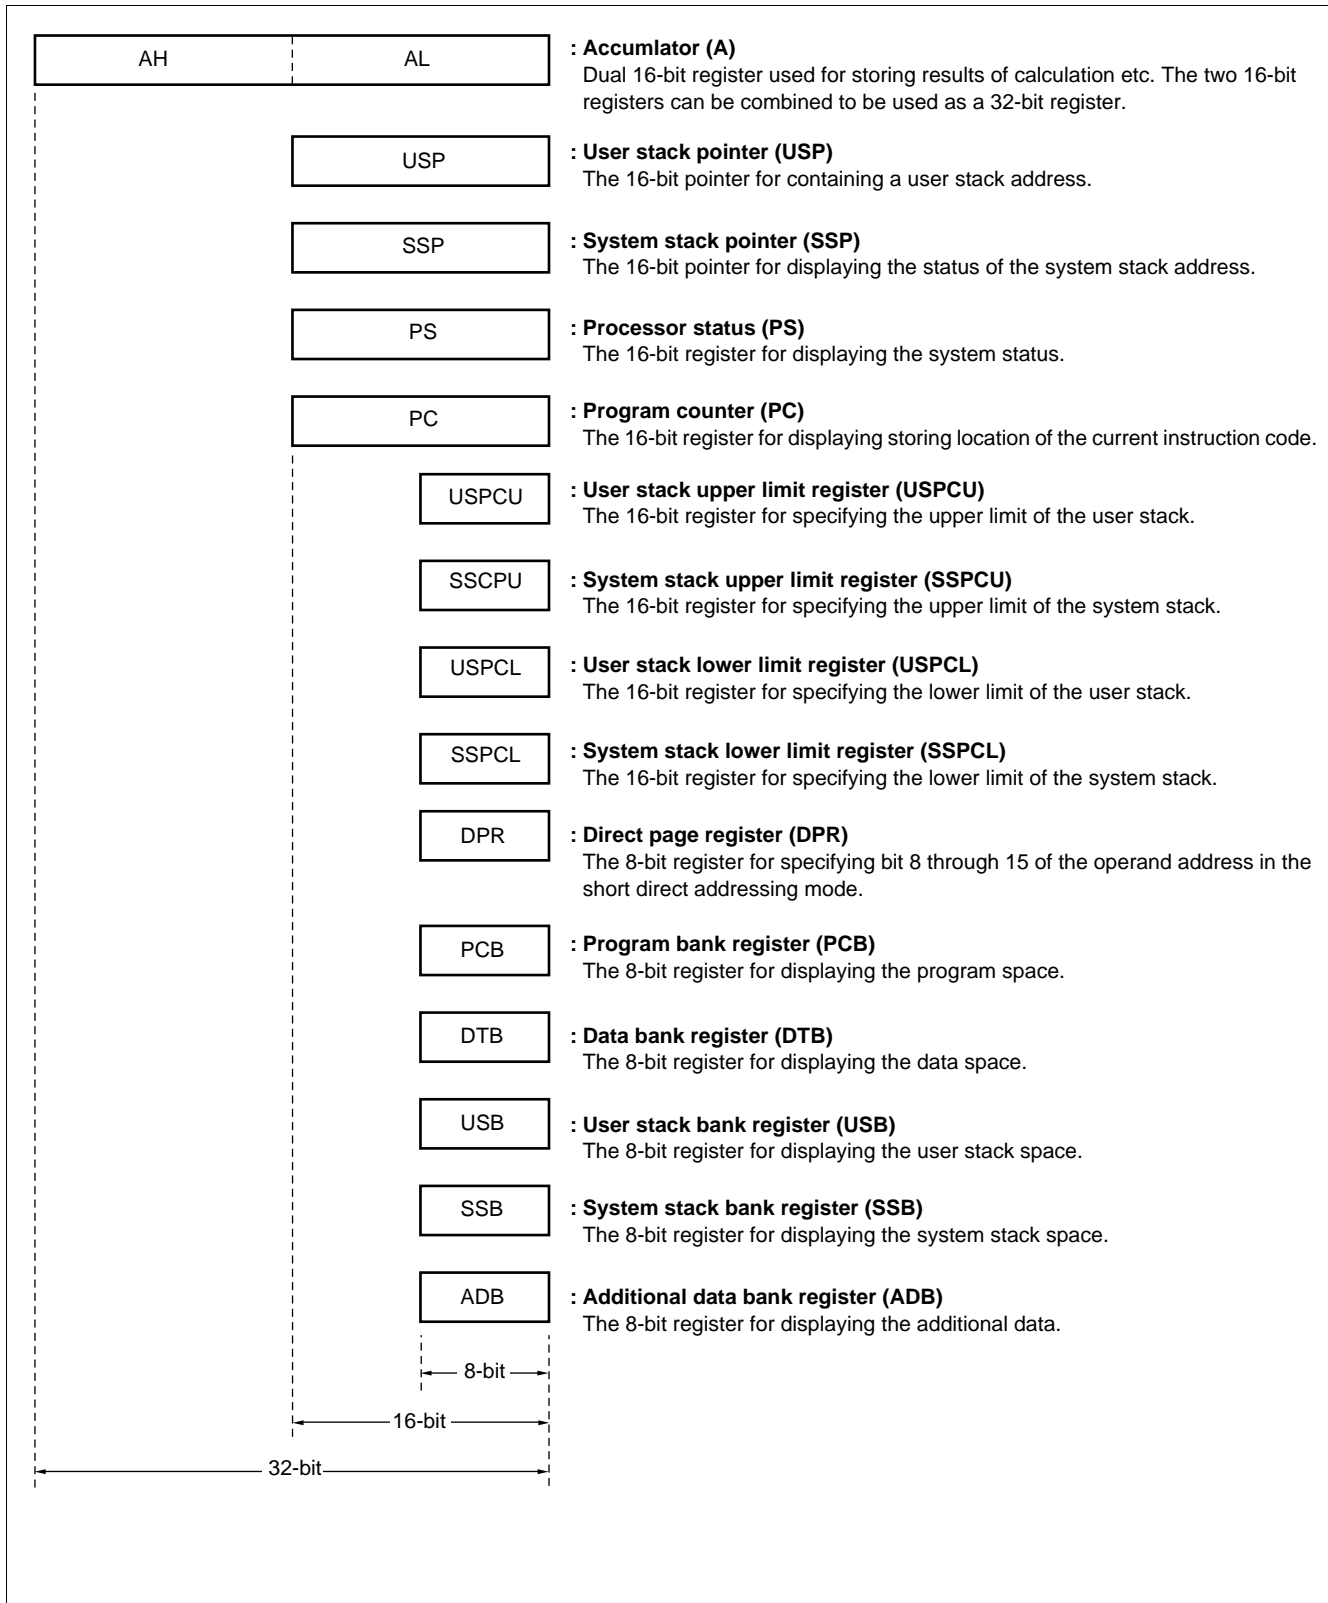 AH AL : Accumlator (A)
Dual 16-bit register used for storing results of calculation etc. The two 16-bit
registers can be combined to be used as a 32-bit register.
USP : User stack pointer (USP)
The 16-bit pointer for containing a user stack address.
SSP : System stack pointer (SSP)
The 16-bit pointer for displaying the status of the system stack address.
PS : Processor status (PS)
The 16-bit register for displaying the system status.
PC : Program counter (PC)
The 16-bit register for displaying storing location of the current instruction code.
USPCU : User stack upper limit register (USPCU)
The 16-bit register for specifying the upper limit of the user stack.
SSCPU : System stack upper limit register (SSPCU)
The 16-bit register for specifying the upper limit of the system stack.
USPCL : User stack lower limit register (USPCL)
The 16-bit register for specifying the lower limit of the user stack.
SSPCL : System stack lower limit register (SSPCL)
The 16-bit register for specifying the lower limit of the system stack.
DPR : Direct page register (DPR)
The 8-bit register for specifying bit 8 through 15 of the operand address in the
short direct addressing mode.
PCB : Program bank register (PCB)
The 8-bit register for displaying the program space.
DTB : Data bank register (DTB)
The 8-bit register for displaying the data space.
USB : User stack bank register (USB)
The 8-bit register for displaying the user stack space.
SSB : System stack bank register (SSB)
The 8-bit register for displaying the system stack space.
ADB : Additional data bank register (ADB)
The 8-bit register for displaying the additional data.
8-bit
16-bit
32-bit